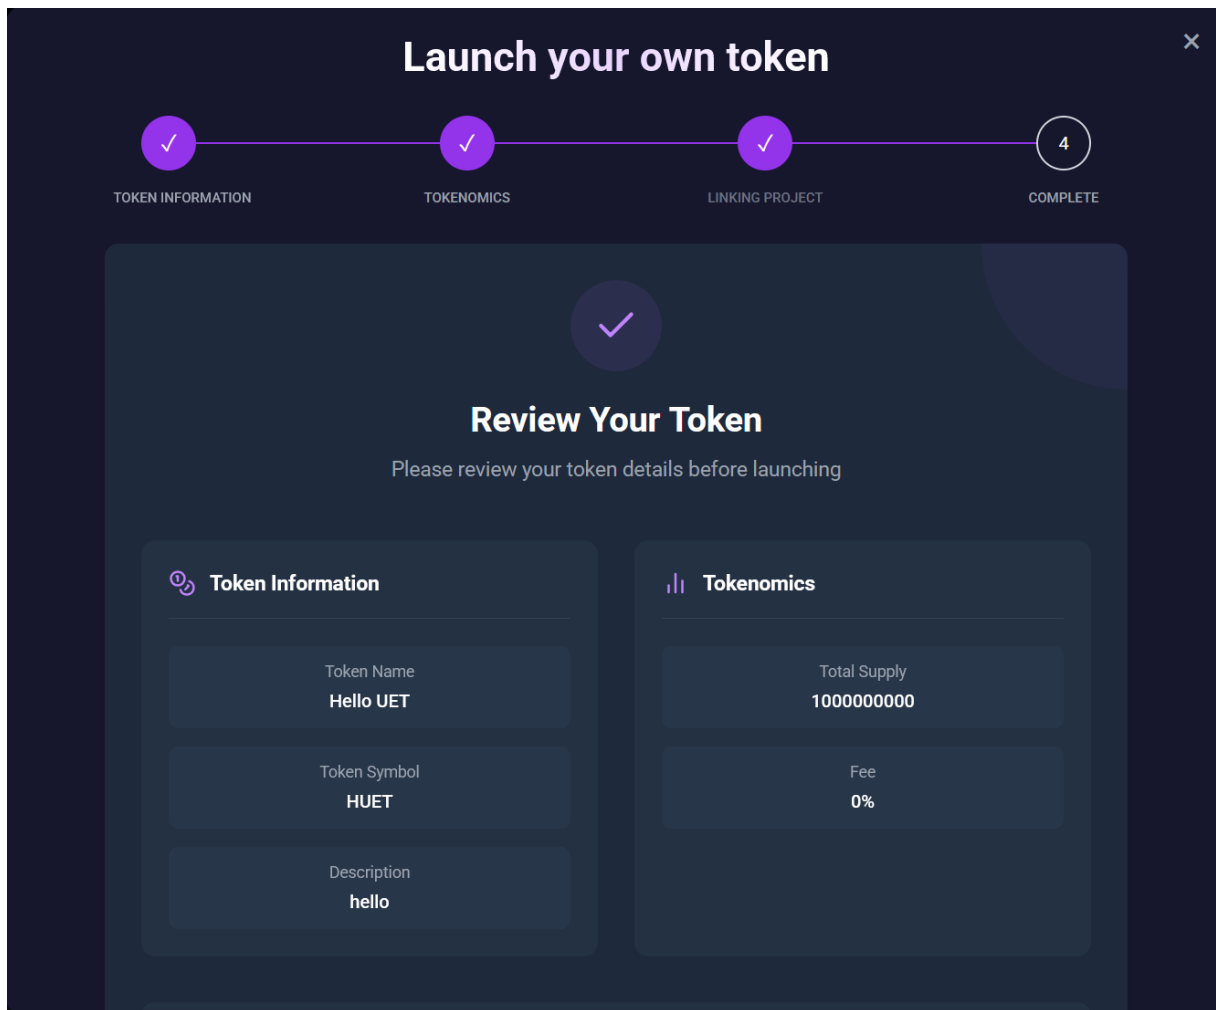 Launch your own token
4
TOKEN INFORMATION
TOKENOMICS
LINKING PROJECT
COMPLETE
Review Your Token
Please review your token details before launching
Token Information
Token Name
Hello UET
Token Symbol
HUET
Description
hello
Tokenomics
Total Supply
1000000000
Fee
0%